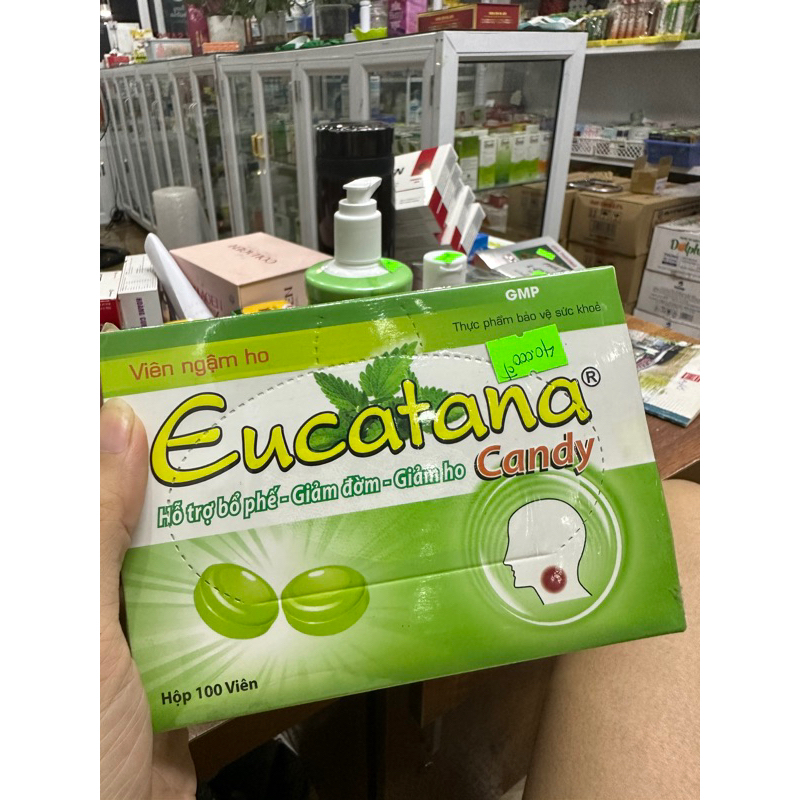 GMP
Thực phẩm bảo vệ sức khoẻ
Viên ngậm ho
40.000đ
Eucatana®
Candy
Hỗ trợ bổ phế - Giảm đờm - Giảm ho
Hộp 100 Viên